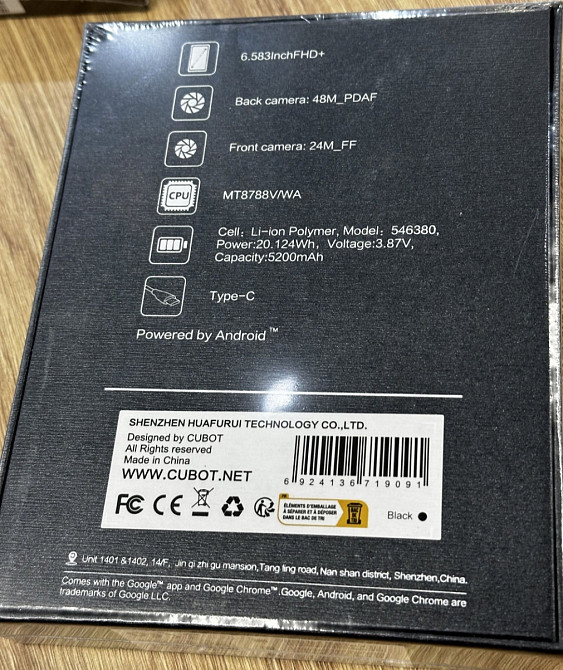 6.583InchFHD+
Back camera: 48M_PDAF
Front camera: 24M_FF
CPU
MT8788V/WA
Cell: Li-ion Polymer, Model: 546380,
Power:20.124Wh, Voltage:3.87V,
Capacity:5200mAh
Type-C
Powered by Android™
SHENZHEN HUAFURUI TECHNOLOGY CO.,LTD.
Designed by CUBOT
All Rights reserved
Made in China
WWW.CUBOT.NET
6 924136 719091
FC CE
ÉLÉMENTS D'EMBALLAGE
À SÉPARER ET À DÉPOSER
DANS LE BAC DE TRI
Black
Unit 1401 &1402, 14/F, Jin qi zhi gu mansion,Tang ling road, Nan shan district, Shenzhen,China.
Comes with the Google™ app and Google Chrome™.Google, Android, and Google Chrome are
trademarks of Google LLC.